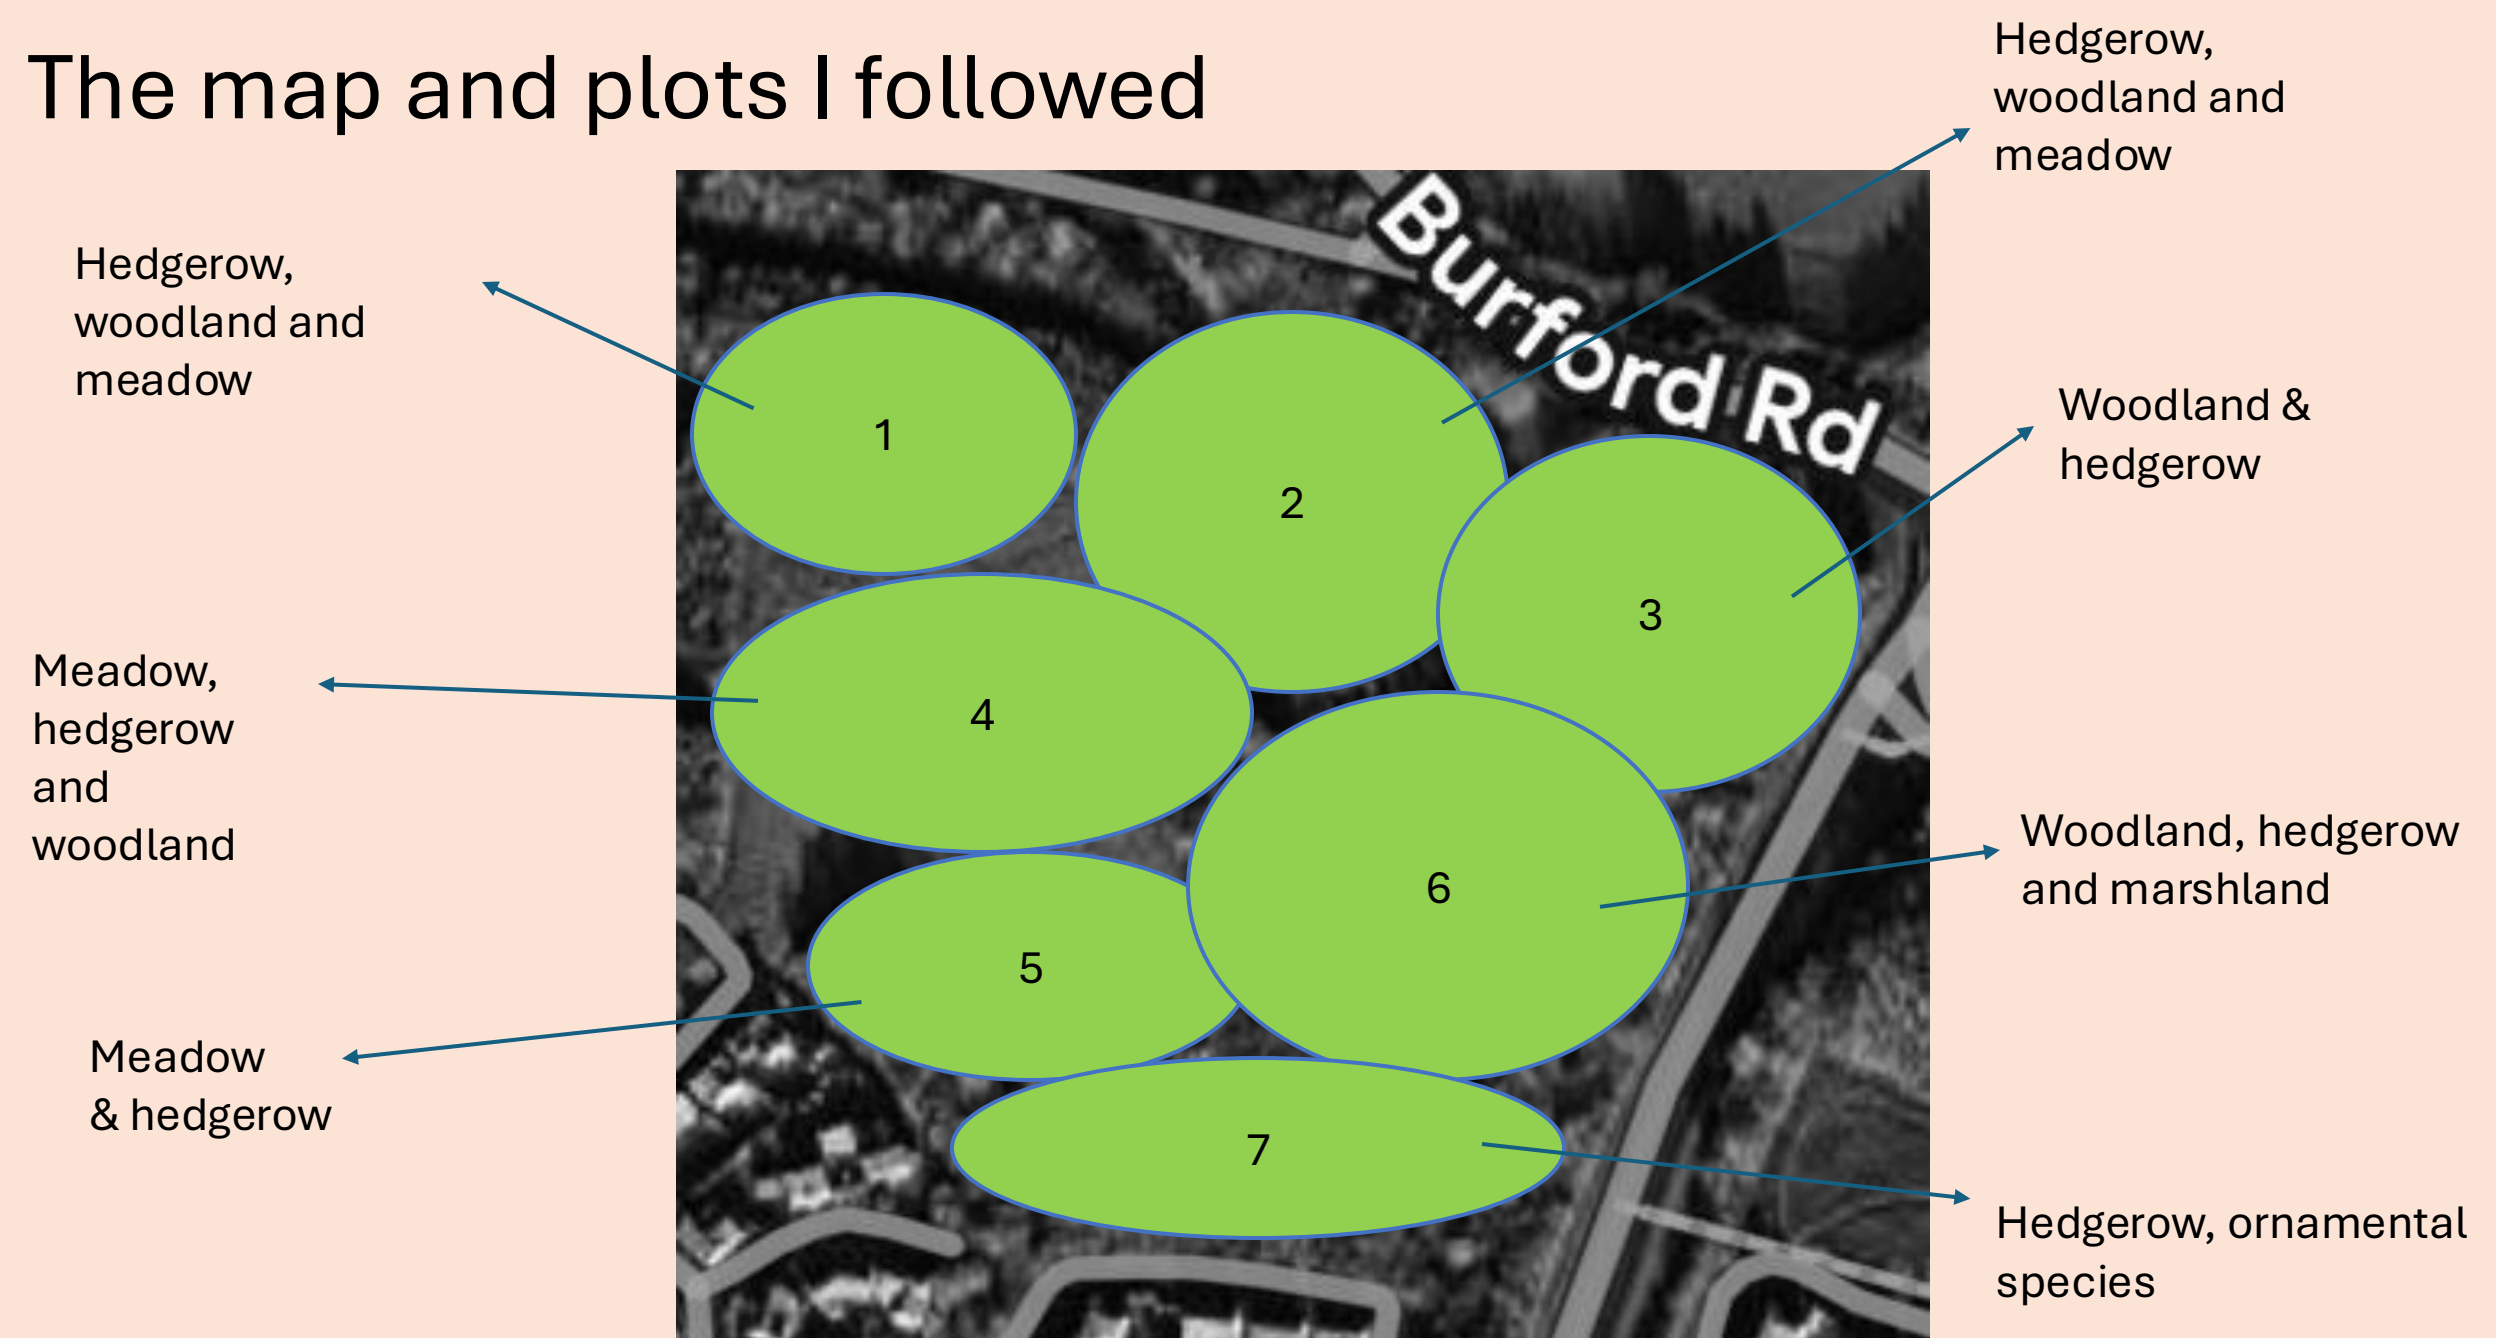 The map and plots I followed
Hedgerow,
woodland and
meadow
Hedgerow,
woodland and
meadow
Burford Rd
Woodland &
hedgerow
1
2
3
Meadow,
hedgerow
and
woodland
4
Woodland, hedgerow
and marshland
6
5
Meadow
& hedgerow
7
Hedgerow, ornamental
species